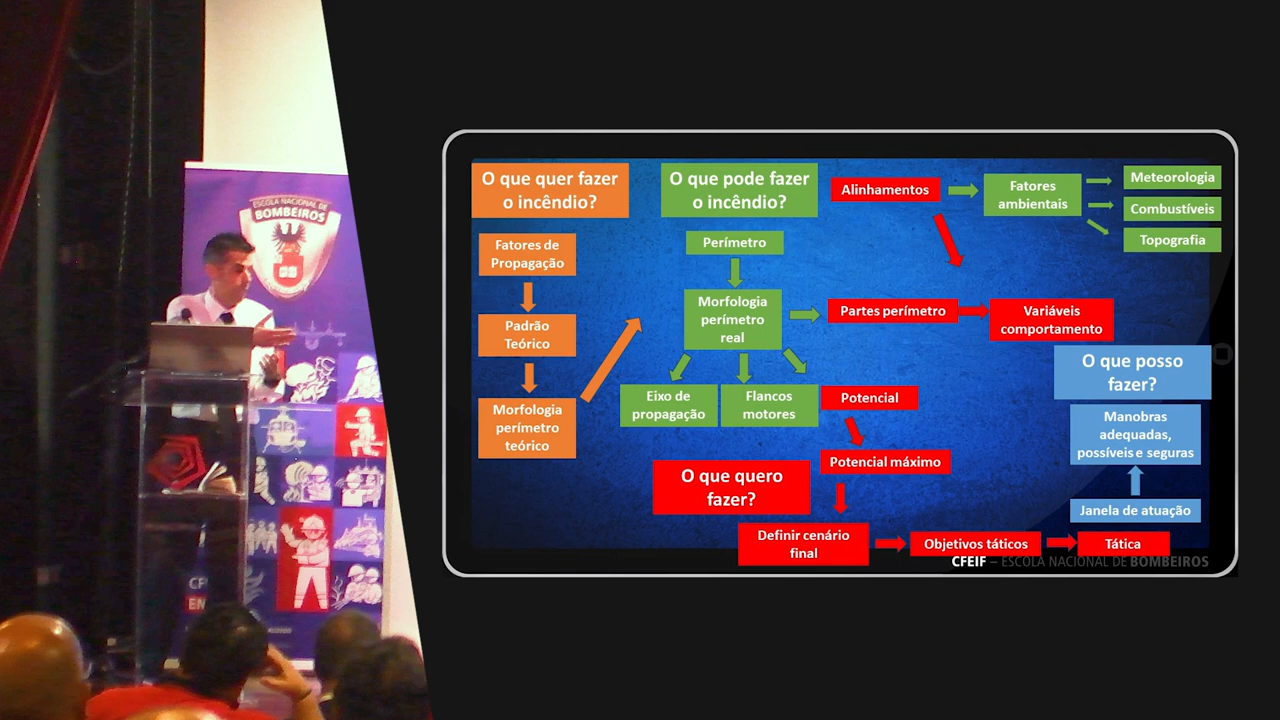 ESCOLA NACIONAL DE
BOMBEIROS
O que quer fazer
o incêndio?
Fatores de
Propagação
Padrão
Teórico
Morfologia
perímetro
teórico
O que pode fazer
o incêndio?
Perímetro
Morfologia
perímetro
real
Eixo de
propagação
Flancos
motores
Alinhamentos
Fatores
ambientais
Meteorologia
Combustíveis
Topografia
Partes perímetro
Variáveis
comportamento
Potencial
Potencial máximo
O que quero
fazer?
Definir cenário
final
Objetivos táticos
Tática
O que posso
fazer?
Manobras
adequadas,
possíveis e seguras
Janela de atuação
CFEIF – ESCOLA NACIONAL DE BOMBEIROS